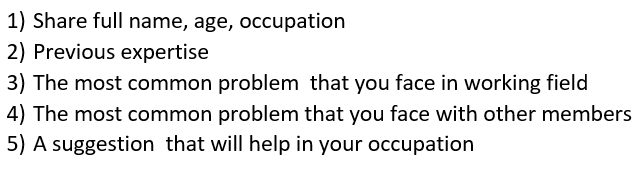 1) Share full name, age, occupation
2) Previous expertise
3) The most common problem  that you face in working field
4) The most common problem that you face with other members
5) A suggestion  that will help in your occupation